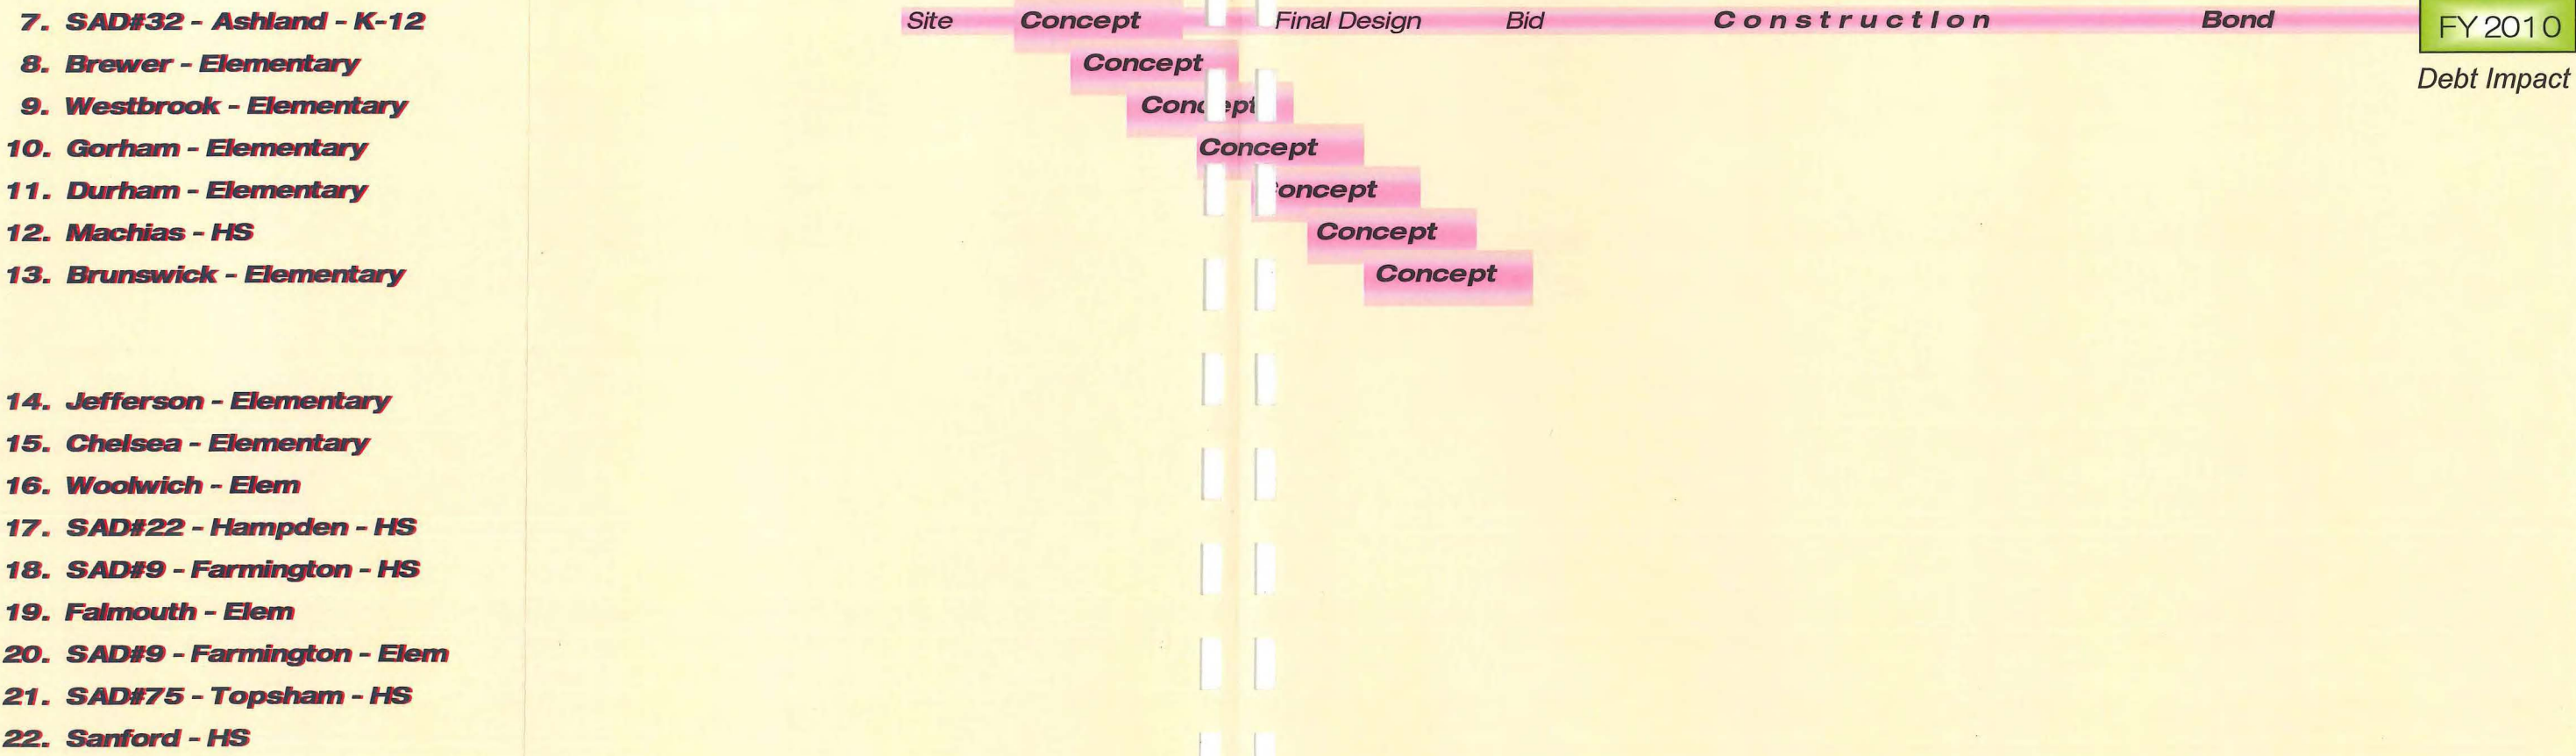 7. SAD#32 - Ashland - K-12 Site Concept Final Design Bid ConstructIon Bond FY 2010
8. Brewer - Elementary Concept
Debt Impact
9. Westbrook - Elementary Concept
10. Gorham - Elementary Concept
11. Durham - Elementary Concept
12. Machias - HS Concept
13. Brunswick - Elementary Concept
14. Jefferson - Elementary
15. Chelsea - Elementary
16. Woolwich - Elem
17. SAD#22 - Hampden - HS
18. SAD#9 - Farmington - HS
19. Falmouth - Elem
20. SAD#9 - Farmington - Elem
21. SAD#75 - Topsham - HS
22. Sanford - HS